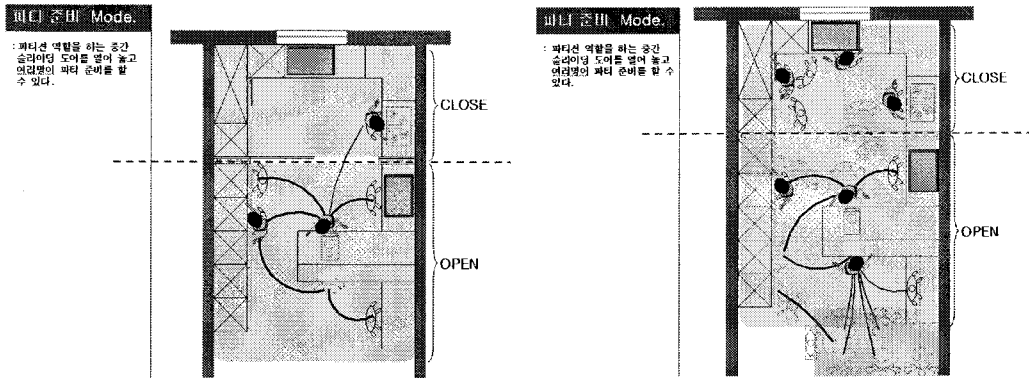 파티 준비 Mode.
: 파티션 역할을 하는 중간
슬라이딩 도어를 열어 놓고
여러명이 파티 준비를 할
수 있다.
CLOSE
OPEN
파티 준비 Mode.
: 파티션 역할을 하는 중간
슬라이딩 도어를 열어 놓고
여러명이 파티 준비를 할 수
있다.
CLOSE
OPEN